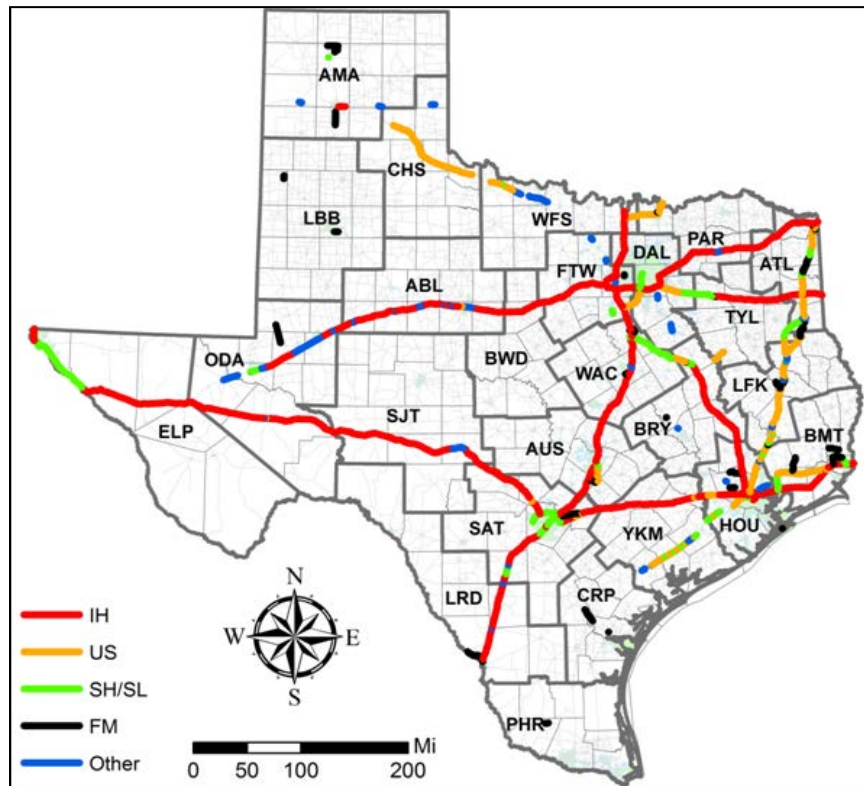 AMA
CHS
LBB
WFS
PAR
DAL
ATL
FTW
ABL
TYL
ODA
BWD
WAC
LFK
SJT
ELP
BRY
BMT
AUS
SAT
YKM
HOU
LRD
CRP
PHR
N
W E
S
IH
US
SH/SL
FM
Other
Mi
0 50 100 200